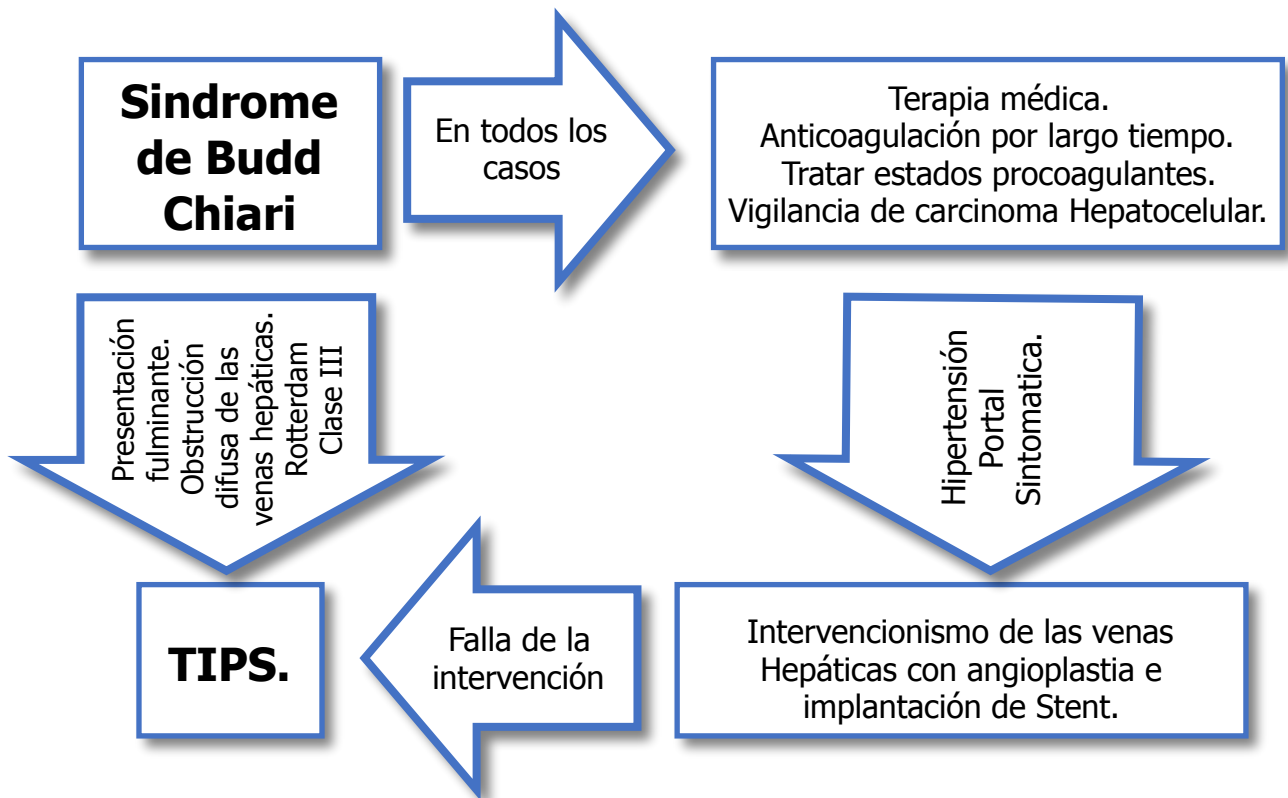 Sindrome
de Budd
Chiari
En todos los
casos
Terapia médica.
Anticoagulación por largo tiempo.
Tratar estados procoagulantes.
Vigilancia de carcinoma Hepatocelular.
Presentación
fulminante.
Obstrucción
difusa de las
venas hepáticas.
Rotterdam
Clase III
Hipertensión
Portal
Sintomatica.
TIPS.
Falla de la
intervención
Intervencionismo de las venas
Hepáticas con angioplastia e
implantación de Stent.